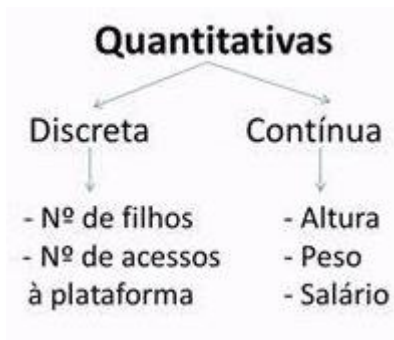 Quantitativas
Discreta
Contínua
- Nº de filhos
- Nº de acessos
à plataforma
- Altura
- Peso
- Salário